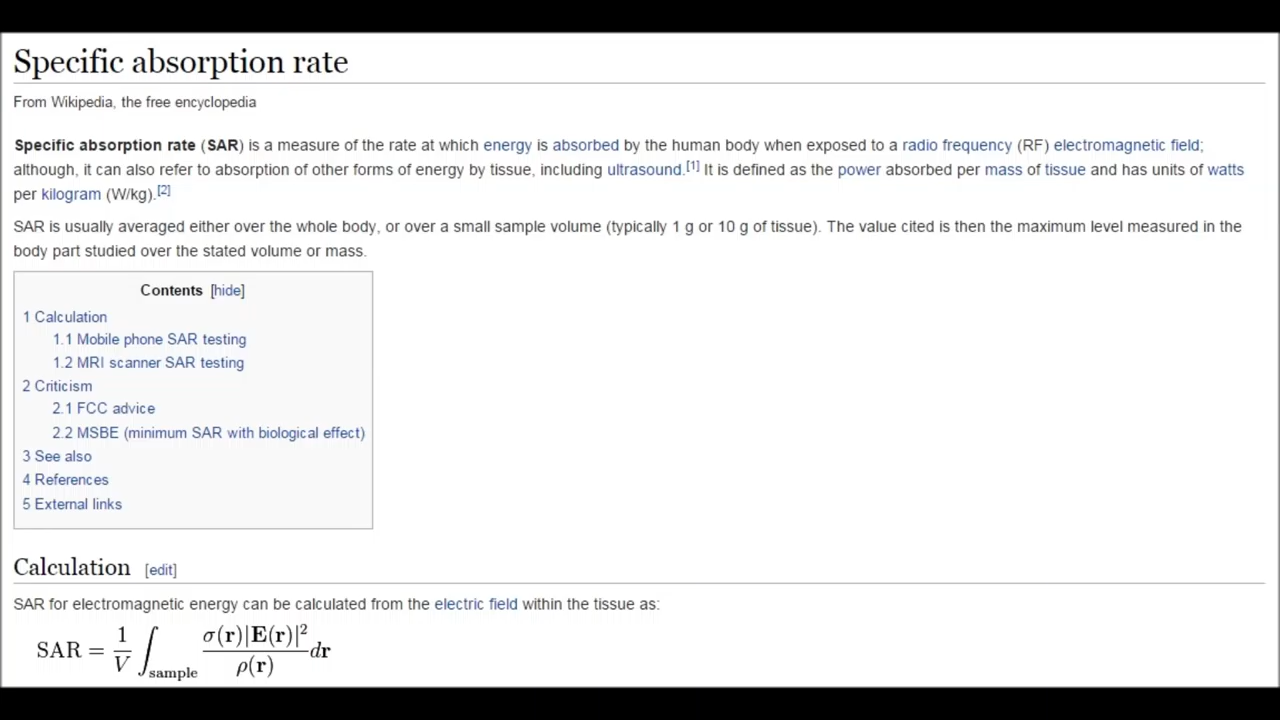 Specific absorption rate
From Wikipedia, the free encyclopedia
Specific absorption rate (SAR) is a measure of the rate at which energy is absorbed by the human body when exposed to a radio frequency (RF) electromagnetic field;
although, it can also refer to absorption of other forms of energy by tissue, including ultrasound.[1] It is defined as the power absorbed per mass of tissue and has units of watts
per kilogram (W/kg).[2]
SAR is usually averaged either over the whole body, or over a small sample volume (typically 1 g or 10 g of tissue). The value cited is then the maximum level measured in the
body part studied over the stated volume or mass.
Contents [hide]
1 Calculation
1.1 Mobile phone SAR testing
1.2 MRI scanner SAR testing
2 Criticism
2.1 FCC advice
2.2 MSBE (minimum SAR with biological effect)
3 See also
4 References
5 External links
Calculation [edit]
SAR for electromagnetic energy can be calculated from the electric field within the tissue as:
SAR = 1/V ∫sample σ(r)|E(r)|²/ρ(r) dr